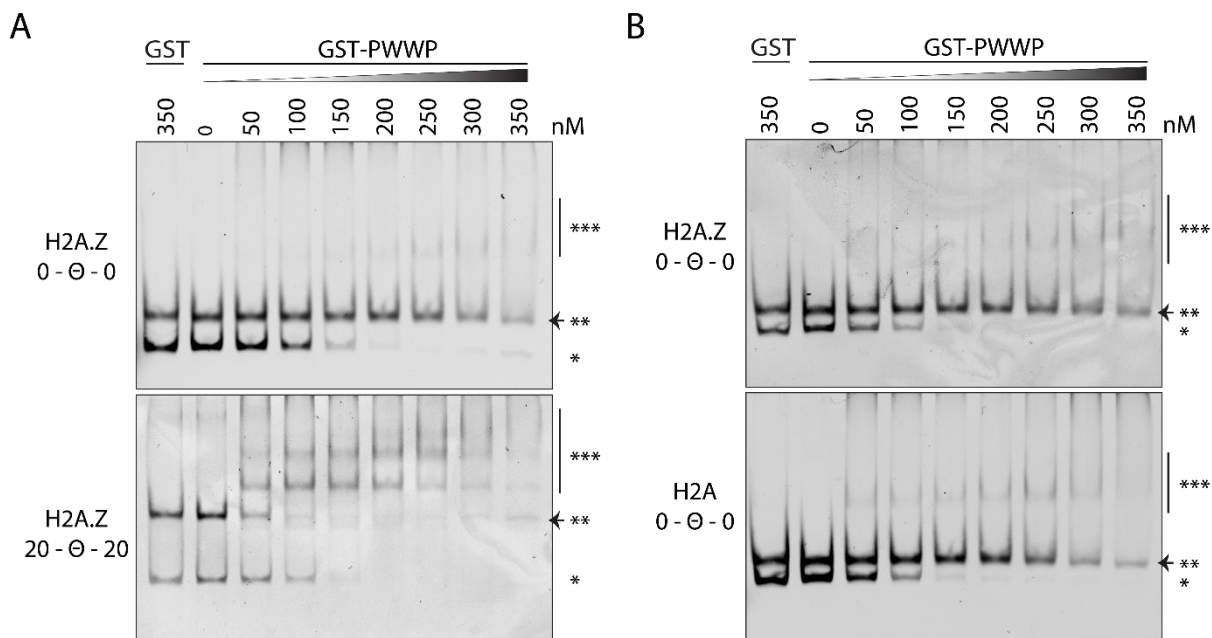 A
GST GST-PWWP
350 0 50 100 150 200 250 300 350 nM
H2A.Z
0 - Θ - 0
***
**
*
H2A.Z
20 - Θ - 20
***
**
*
B
GST GST-PWWP
350 0 50 100 150 200 250 300 350 nM
H2A.Z
0 - Θ - 0
***
**
*
H2A
0 - Θ - 0
***
**
*